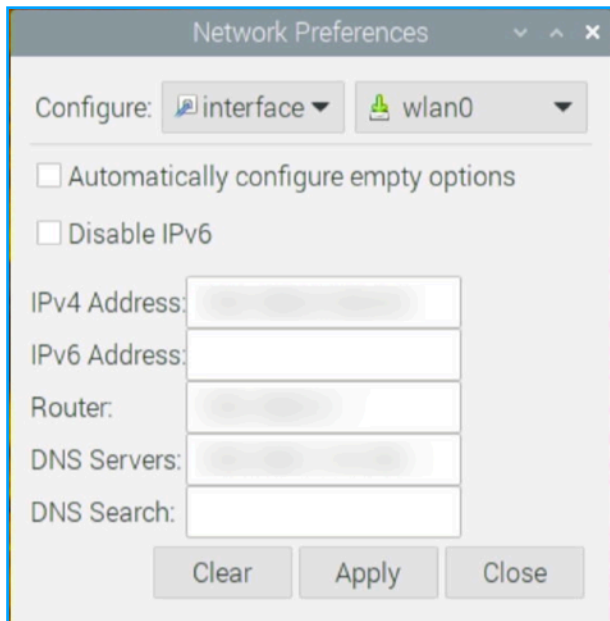 Network Preferences
Configure: interface wlan0
Automatically configure empty options
Disable IPv6
IPv4 Address:
IPv6 Address:
Router:
DNS Servers:
DNS Search:
Clear Apply Close